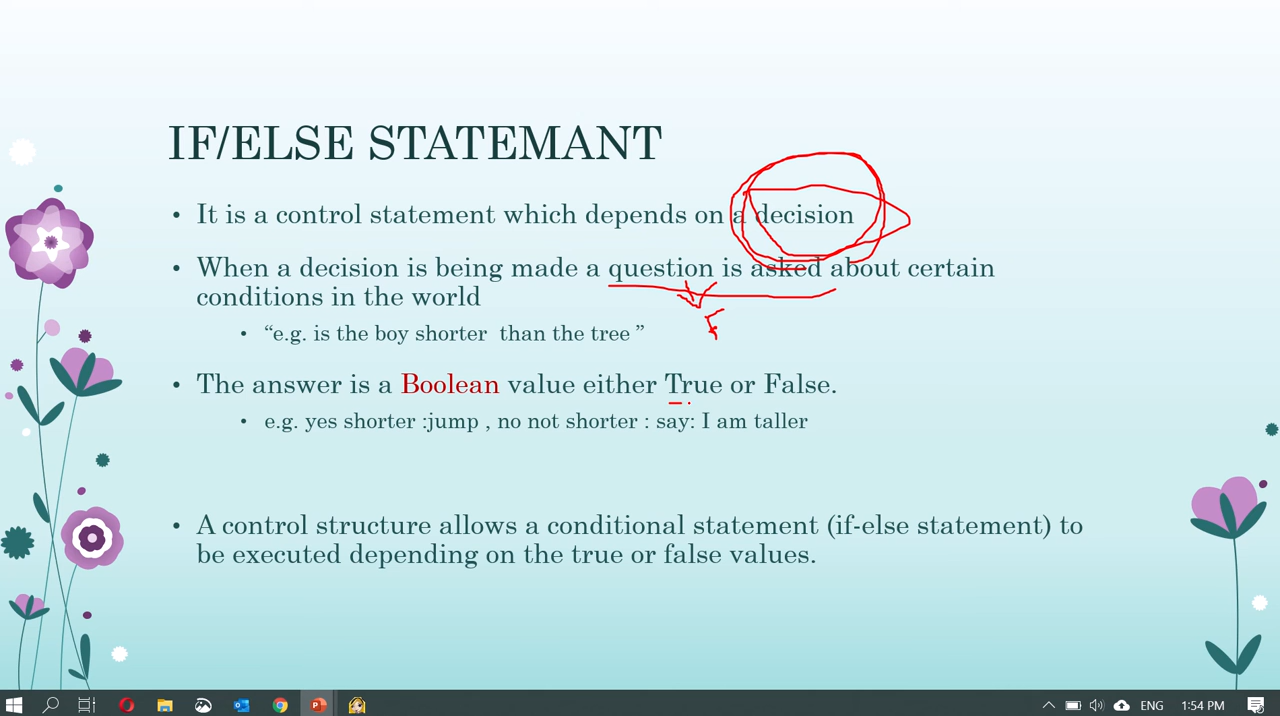 IF/ELSE STATEMANT
• It is a control statement which depends on a decision
• When a decision is being made a question is asked about certain
conditions in the world
• “e.g. is the boy shorter than the tree ”
• The answer is a Boolean value either True or False.
• e.g. yes shorter :jump , no not shorter : say: I am taller
• A control structure allows a conditional statement (if-else statement) to
be executed depending on the true or false values.
ENG
1:54 PM